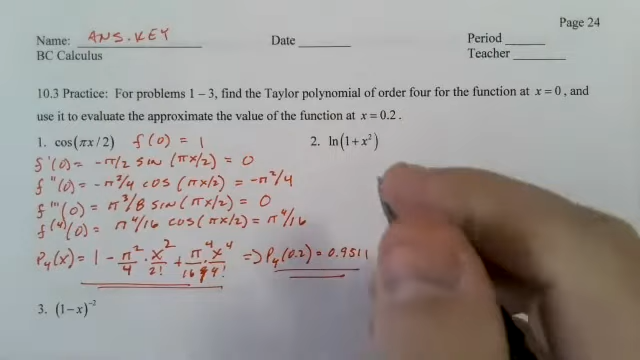 Page 24
Name: ANS. KEY Date Period
BC Calculus Teacher
10.3 Practice: For problems 1 – 3, find the Taylor polynomial of order four for the function at x = 0, and
use it to evaluate the approximate the value of the function at x = 0.2.
1. cos(πx/2) f(0) = 1 2. ln(1+x²)
f'(0) = -π/2 sin(πx/2) = 0
f''(0) = -π²/4 cos(πx/2) = -π²/4
f'''(0) = π³/8 sin(πx/2) = 0
f⁽⁴⁾(0) = π⁴/16 cos(πx/2) = π⁴/16
P₄(x) = 1 - π²/4 · x²/2! + π⁴/16 · x⁴/4! => P₄(0.2) = 0.9511
3. (1-x)⁻²